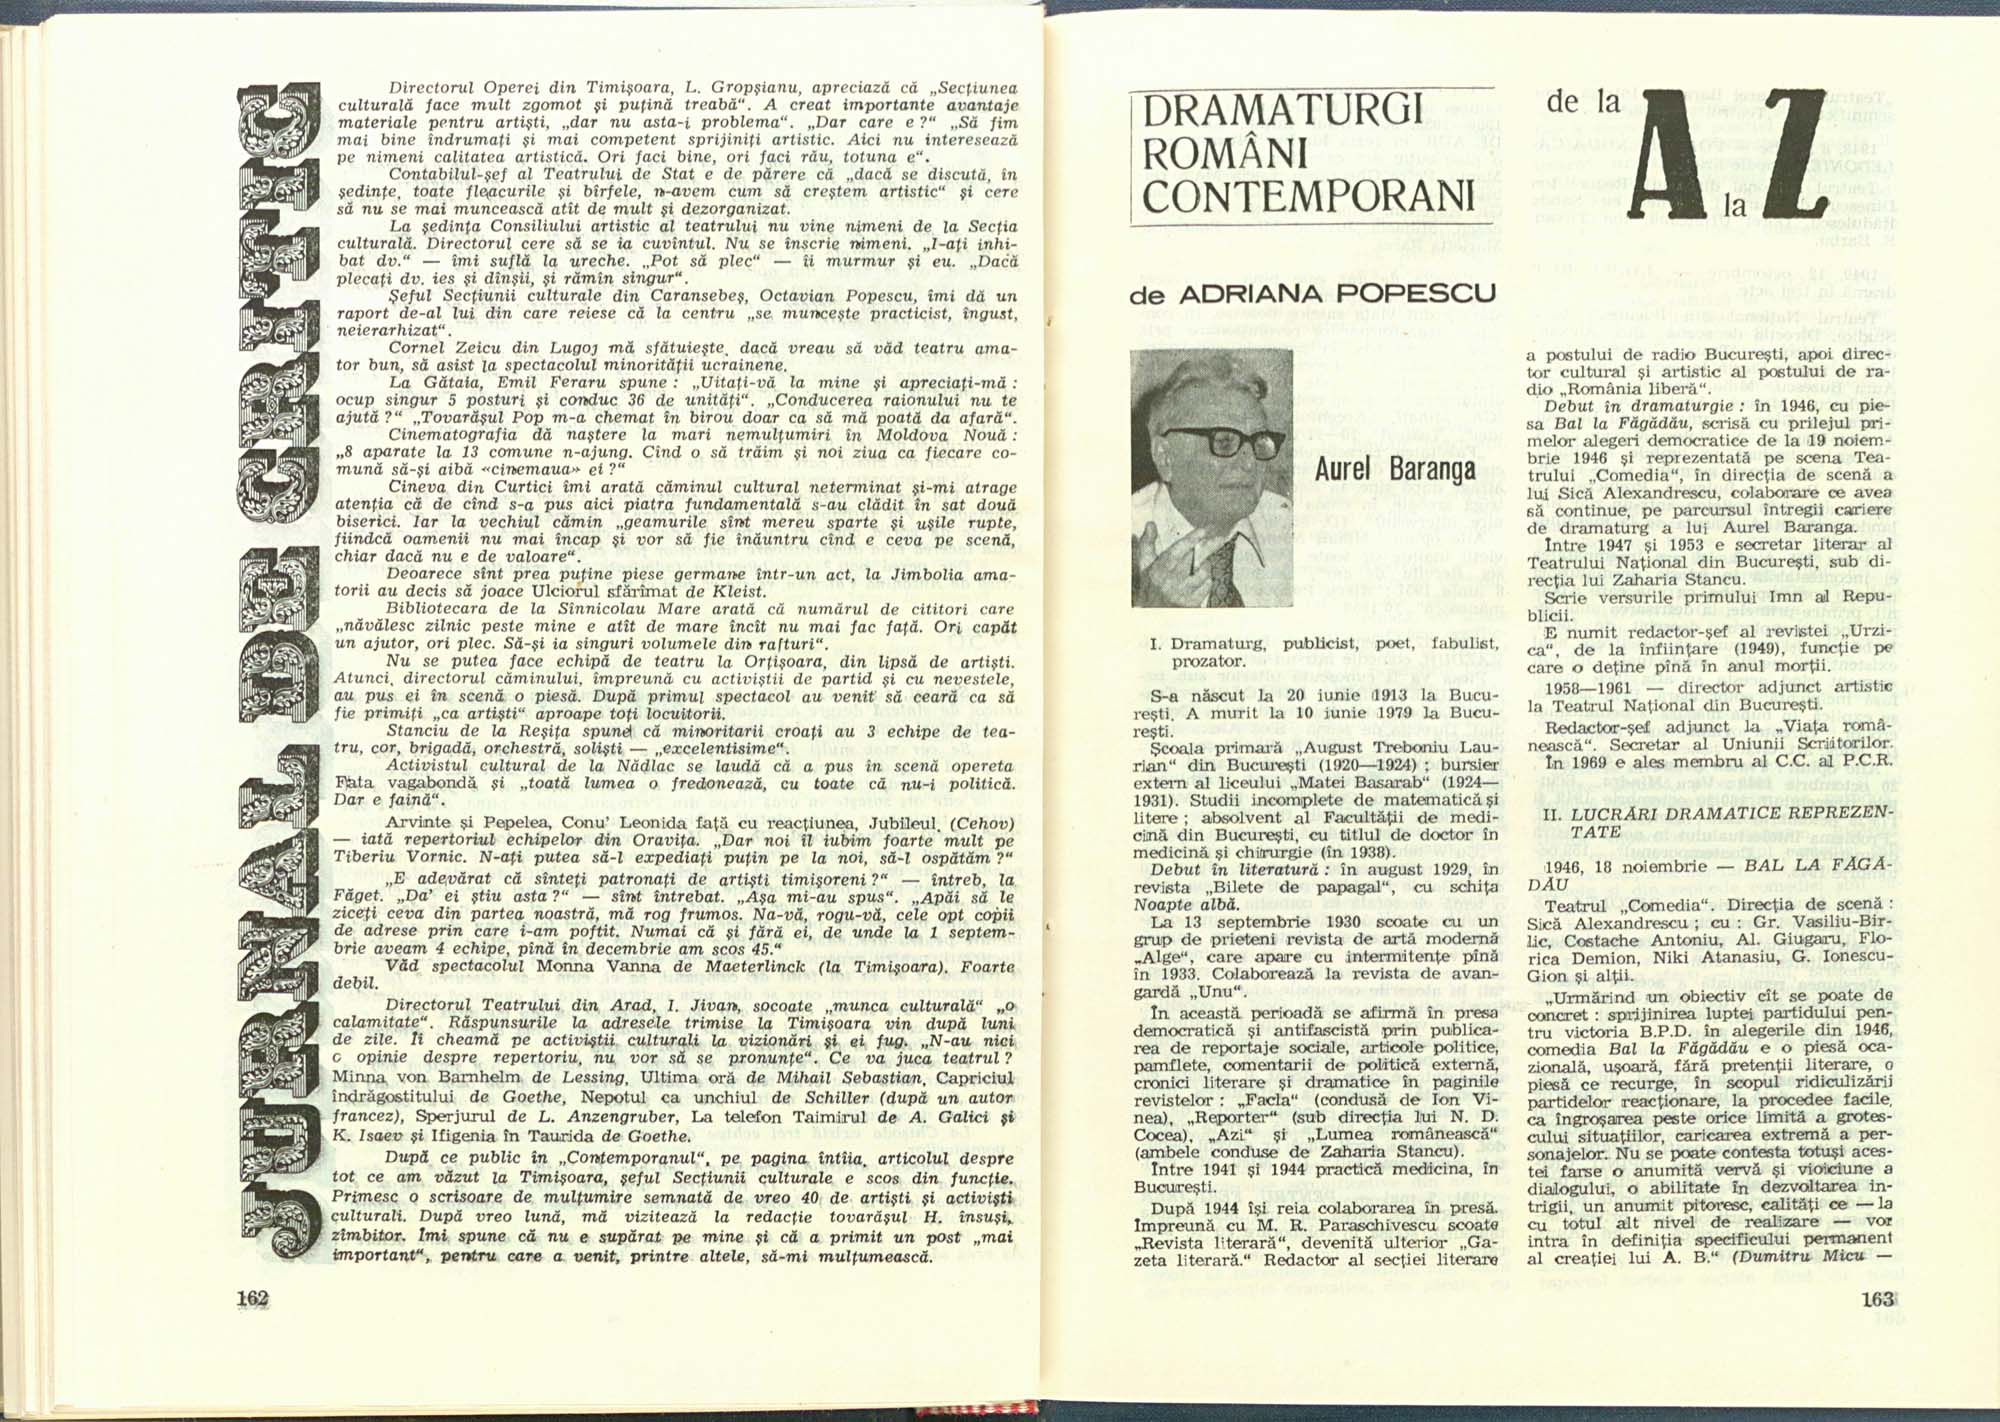 JURNAL DE CRITIC
Directorul Operei din Timişoara, L. Gropşianu, apreciază că „Secţiunea
culturală face mult zgomot şi puţină treabă“. A creat importante avantaje
materiale pentru artişti, „dar nu asta-i problema“. „Dar care e ?“ „Să fim
mai bine îndrumaţi şi mai competent sprijiniţi artistic. Aici nu interesează
pe nimeni calitatea artistică. Ori faci bine, ori faci rău, totuna e“.
Contabilul-şef al Teatrului de Stat e de părere că „dacă se discută, în
şedinţe, toate fleacurile şi bîrfele, n-avem cum să creştem artistic“ şi cere
să nu se mai muncească atît de mult şi dezorganizat.
La şedinţa Consiliului artistic al teatrului nu vine nimeni de la Secţia
culturală. Directorul cere să se ia cuvîntul. Nu se înscrie nimeni. „I-aţi inhi-
bat dv.“ — îmi suflă la ureche. „Pot să plec“ — îi murmur şi eu. „Dacă
plecaţi dv. ies şi dînşii, şi rămîn singur“.
Şeful Secţiunii culturale din Caransebeş, Octavian Popescu, îmi dă un
raport de-al lui din care reiese că la centru „se munceşte practicist, îngust,
neierarhizat“.
Cornel Zeicu din Lugoj mă sfătuieşte, dacă vreau să văd teatru ama-
tor bun, să asist la spectacolul minorităţii ucrainene.
La Gătaia, Emil Feraru spune : „Uitaţi-vă la mine şi apreciaţi-mă :
ocup singur 5 posturi şi conduc 36 de unităţi“. „Conducerea raionului nu te
ajută ?“ „Tovarăşul Pop m-a chemat în birou doar ca să mă poată da afară“.
Cinematografia dă naştere la mari nemulţumiri în Moldova Nouă :
„8 aparate la 13 comune n-ajung. Cînd o să trăim şi noi ziua ca fiecare co-
mună să-şi aibă «cinemaua» ei ?“
Cineva din Curtici îmi arată căminul cultural neterminat şi-mi atrage
atenţia că de cînd s-a pus aici piatra fundamentală s-au clădit în sat două
biserici. Iar la vechiul cămin „geamurile sînt mereu sparte şi uşile rupte,
fiindcă oamenii nu mai încap şi vor să fie înăuntru cînd e ceva pe scenă,
chiar dacă nu e de valoare“.
Deoarece sînt prea puţine piese germane într-un act, la Jimbolia ama-
torii au decis să joace Ulciorul sfărîmat de Kleist.
Bibliotecara de la Sînnicolau Mare arată că numărul de cititori care
„năvălesc zilnic peste mine e atît de mare încît nu mai fac faţă. Ori capăt
un ajutor, ori plec. Să-şi ia singuri volumele din rafturi“.
Nu se putea face echipă de teatru la Orţişoara, din lipsă de artişti.
Atunci, directorul căminului, împreună cu activiştii de partid şi cu nevestele,
au pus ei în scenă o piesă. După primul spectacol au venit să ceară ca să
fie primiţi „ca artişti“ aproape toţi locuitorii.
Stanciu de la Reşiţa spune că minoritarii croaţi au 3 echipe de tea-
tru, cor, brigadă, orchestră, solişti — „excelentisime“.
Activistul cultural de la Nădlac se laudă că a pus în scenă opereta
Fata vagabondă şi „toată lumea o fredonează, cu toate că nu-i politică.
Dar e faină“.
Arvinte şi Pepelea, Conu’ Leonida faţă cu reacţiunea, Jubileul, (Cehov)
— iată repertoriul echipelor din Oraviţa. „Dar noi îl iubim foarte mult pe
Tiberiu Vornic. N-aţi putea să-l expediaţi puţin pe la noi, să-l ospătăm ?“
„E adevărat că sînteţi patronaţi de artişti timişoreni ?“ — întreb, la
Făget. „Da’ ei ştiu asta ?“ — sînt întrebat. „Aşa mi-au spus“. „Apăi să le
ziceţi ceva din partea noastră, mă rog frumos. Na-vă, rogu-vă, cele opt copii
de adrese prin care i-am poftit. Numai că şi fără ei, de unde la 1 septem-
brie aveam 4 echipe, pînă în decembrie am scos 45.“
Văd spectacolul Monna Vanna de Maeterlinck (la Timişoara). Foarte
debil.
Directorul Teatrului din Arad, I. Jivan, socoate „munca culturală“ „o
calamitate“. Răspunsurile la adresele trimise la Timişoara vin după luni
de zile. Îi cheamă pe activiştii culturali la vizionări şi ei fug. „N-au nici
o opinie despre repertoriu, nu vor să se pronunţe“. Ce va juca teatrul ?
Minna von Barnhelm de Lessing, Ultima oră de Mihail Sebastian, Capriciul
îndrăgostitului de Goethe, Nepotul ca unchiul de Schiller (după un autor
francez), Sperjurul de L. Anzengruber, La telefon Taimirul de A. Galici şi
K. Isaev şi Ifigenia în Taurida de Goethe.
După ce public în „Contemporanul“, pe pagina întîia, articolul despre
tot ce am văzut la Timişoara, şeful Secţiunii culturale e scos din funcţie.
Primesc o scrisoare de mulţumire semnată de vreo 40 de artişti şi activişti
culturali. După vreo lună, mă vizitează la redacţie tovarăşul H. însuşi,
zîmbitor. Îmi spune că nu e supărat pe mine şi că a primit un post „mai
important“, pentru care a venit, printre altele, să-mi mulţumească.
162
DRAMATURGI
ROMÂNI
CONTEMPORANI
de la A la Z
de ADRIANA POPESCU
Aurel Baranga
I. Dramaturg, publicist, poet, fabulist,
prozator.
S-a născut la 20 iunie 1913 la Bucu-
reşti. A murit la 10 iunie 1979 la Bucu-
reşti.
Şcoala primară „August Treboniu Lau-
rian“ din Bucureşti (1920—1924) ; bursier
extern al liceului „Matei Basarab“ (1924—
1931). Studii incomplete de matematică şi
litere ; absolvent al Facultăţii de medi-
cină din Bucureşti, cu titlul de doctor în
medicină şi chirurgie (în 1938).
Debut în literatură : în august 1929, în
revista „Bilete de papagal“, cu schiţa
Noapte albă.
La 13 septembrie 1930 scoate cu un
grup de prieteni revista de artă modernă
„Alge“, care apare cu intermitenţe pînă
în 1933. Colaborează la revista de avan-
gardă „Unu“.
În această perioadă se afirmă în presa
democratică şi antifascistă prin publica-
rea de reportaje sociale, articole politice,
pamflete, comentarii de politică externă,
cronici literare şi dramatice în paginile
revistelor : „Facla“ (condusă de Ion Vi-
nea), „Reporter“ (sub direcţia lui N. D.
Cocea), „Azi“ şi „Lumea românească“
(ambele conduse de Zaharia Stancu).
Între 1941 şi 1944 practică medicina, în
Bucureşti.
După 1944 îşi reia colaborarea în presă.
Împreună cu M. R. Paraschivescu scoate
„Revista literară“, devenită ulterior „Ga-
zeta literară.“ Redactor al secţiei literare
a postului de radio Bucureşti, apoi direc-
tor cultural şi artistic al postului de ra-
dio „România liberă“.
Debut în dramaturgie : în 1946, cu pie-
sa Bal la Făgădău, scrisă cu prilejul pri-
melor alegeri democratice de la 19 noiem-
brie 1946 şi reprezentată pe scena Tea-
trului „Comedia“, în direcţia de scenă a
lui Sică Alexandrescu, colaborare ce avea
să continue, pe parcursul întregii cariere
de dramaturg a lui Aurel Baranga.
Între 1947 şi 1953 e secretar literar al
Teatrului Naţional din Bucureşti, sub di-
recţia lui Zaharia Stancu.
Scrie versurile primului Imn al Repu-
blicii.
E numit redactor-şef al revistei „Urzi-
ca“, de la înfiinţare (1949), funcţie pe
care o deţine pînă în anul morţii.
1958—1961 — director adjunct artistic
la Teatrul Naţional din Bucureşti.
Redactor-şef adjunct la „Viaţa româ-
nească“. Secretar al Uniunii Scriitorilor.
În 1969 e ales membru al C.C. al P.C.R.
II. LUCRĂRI DRAMATICE REPREZEN-
TATE
1946, 18 noiembrie — BAL LA FĂGĂ-
DĂU
Teatrul „Comedia“. Direcţia de scenă :
Sică Alexandrescu ; cu : Gr. Vasiliu-Bir-
lic, Costache Antoniu, Al. Giugaru, Flo-
rica Demion, Niki Atanasiu, G. Ionescu-
Gion şi alţii.
„Urmărind un obiectiv cît se poate de
concret : sprijinirea luptei partidului pen-
tru victoria B.P.D. în alegerile din 1946,
comedia Bal la Făgădău e o piesă oca-
zională, uşoară, fără pretenţii literare, o
piesă ce recurge, în scopul ridiculizării
partidelor reacţionare, la procedee facile,
ca îngroşarea peste orice limită a grotes-
cului situaţiilor, caricarea extremă a per-
sonajelor. Nu se poate contesta totuşi aces-
tei farse o anumită vervă şi vioiciune a
dialogului, o abilitate în dezvoltarea in-
trigii, un anumit pitoresc, calităţi ce — la
cu totul alt nivel de realizare — vor
intra în definiţia specificului permanent
al creaţiei lui A. B.“ (Dumitru Micu —
163